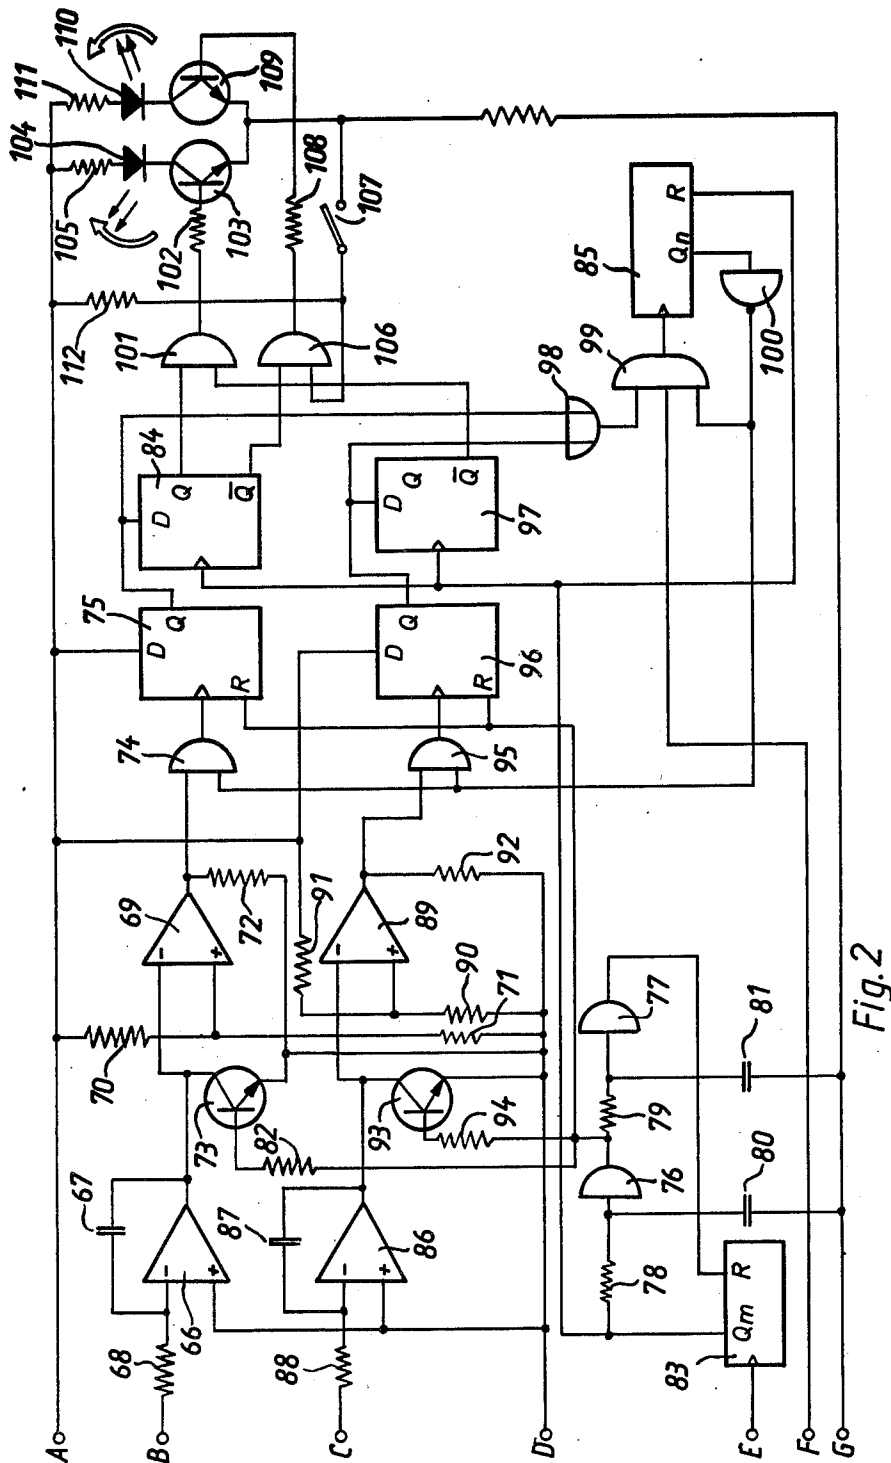 A
70
111
104
105
110
112
B
68
67
66
–
+
73
82
69
–
+
72
74
75
D
Q
R
84
D
Q
Q̅
101
102
103
109
C
88
87
86
–
+
93
94
91
89
–
+
90
71
92
95
96
D
Q
R
97
D
Q
Q̅
106
108
107
D
78
76
79
77
98
99
85
Qn
R
100
E
83
Qm
R
80
81
F
G
Fig.2